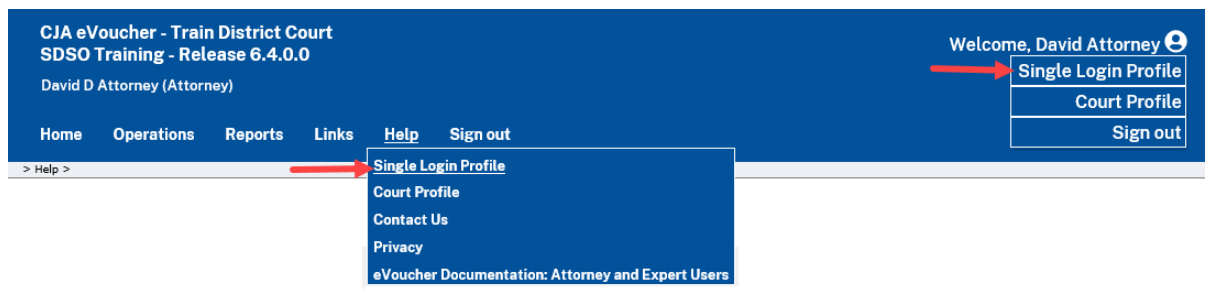 CJA eVoucher - Train District Court
SDSO Training - Release 6.4.0.0
David D Attorney (Attorney)
Welcome, David Attorney
Single Login Profile
Court Profile
Sign out
Home Operations Reports Links Help Sign out
> Help >
Single Login Profile
Court Profile
Contact Us
Privacy
eVoucher Documentation: Attorney and Expert Users